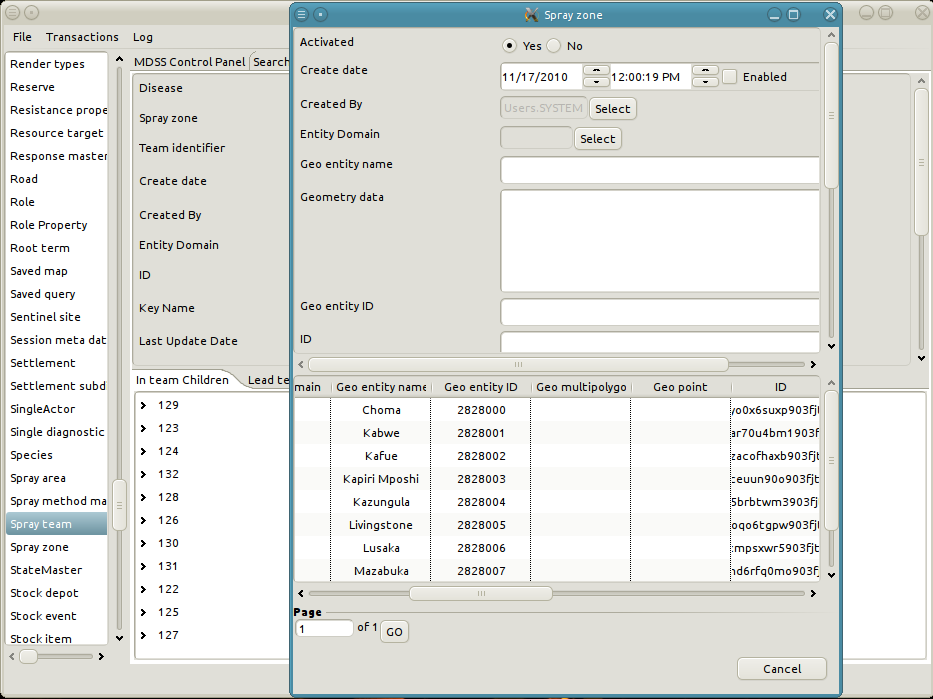 File Transactions Log
Render types
Reserve
Resistance prope
Resource target
Response master
Road
Role
Role Property
Root term
Saved map
Saved query
Sentinel site
Session meta dat
Settlement
Settlement subd
SingleActor
Single diagnostic
Species
Spray area
Spray method ma
Spray team
Spray zone
StateMaster
Stock depot
Stock event
Stock item
MDSS Control Panel Search
Disease
Spray zone
Team identifier
Create date
Created By
Entity Domain
ID
Key Name
Last Update Date
In team Children Lead te
129
123
124
132
128
126
130
131
122
125
127
Spray zone
Activated Yes No
Create date 11/17/2010 12:00:19 PM Enabled
Created By Users.SYSTEM Select
Entity Domain Select
Geo entity name
Geometry data
Geo entity ID
ID
main Geo entity name Geo entity ID Geo multipolygo Geo point ID
Choma 2828000 yo0x6suxp903fj
Kabwe 2828001 ar70u4bm1903fj
Kafue 2828002 zacofhaxb903fjt
Kapiri Mposhi 2828003 ceuun90o903fjt
Kazungula 2828004 5brbtwm3903fjt
Livingstone 2828005 oqo6tgpw903fjt
Lusaka 2828006 cmpsxwr5903fjt
Mazabuka 2828007 nd6rfq0mo903fj
Page
1 of 1 GO
Cancel